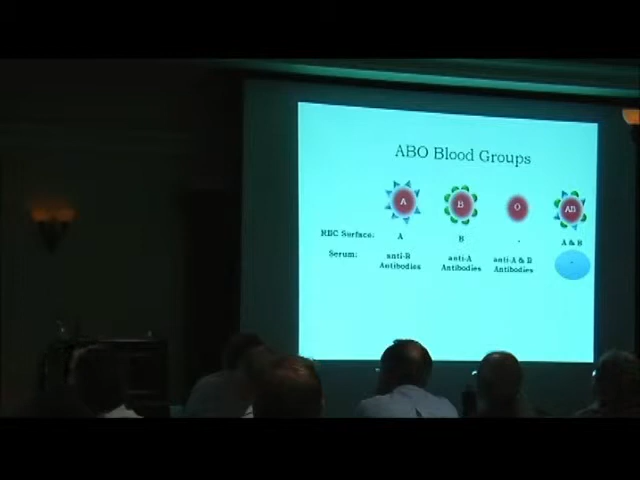 ABO Blood Groups
A B O AB
RBC Surface: A B - A & B
Serum: anti-B Antibodies anti-A Antibodies anti-A & B Antibodies -